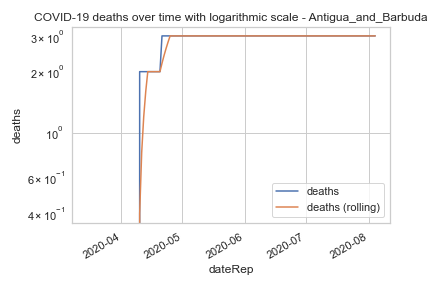 COVID-19 deaths over time with logarithmic scale - Antigua_and_Barbuda
deaths
3 × 10⁰
2 × 10⁰
10⁰
6 × 10⁻¹
4 × 10⁻¹
deaths
deaths (rolling)
2020-04
2020-05
2020-06
2020-07
2020-08
dateRep